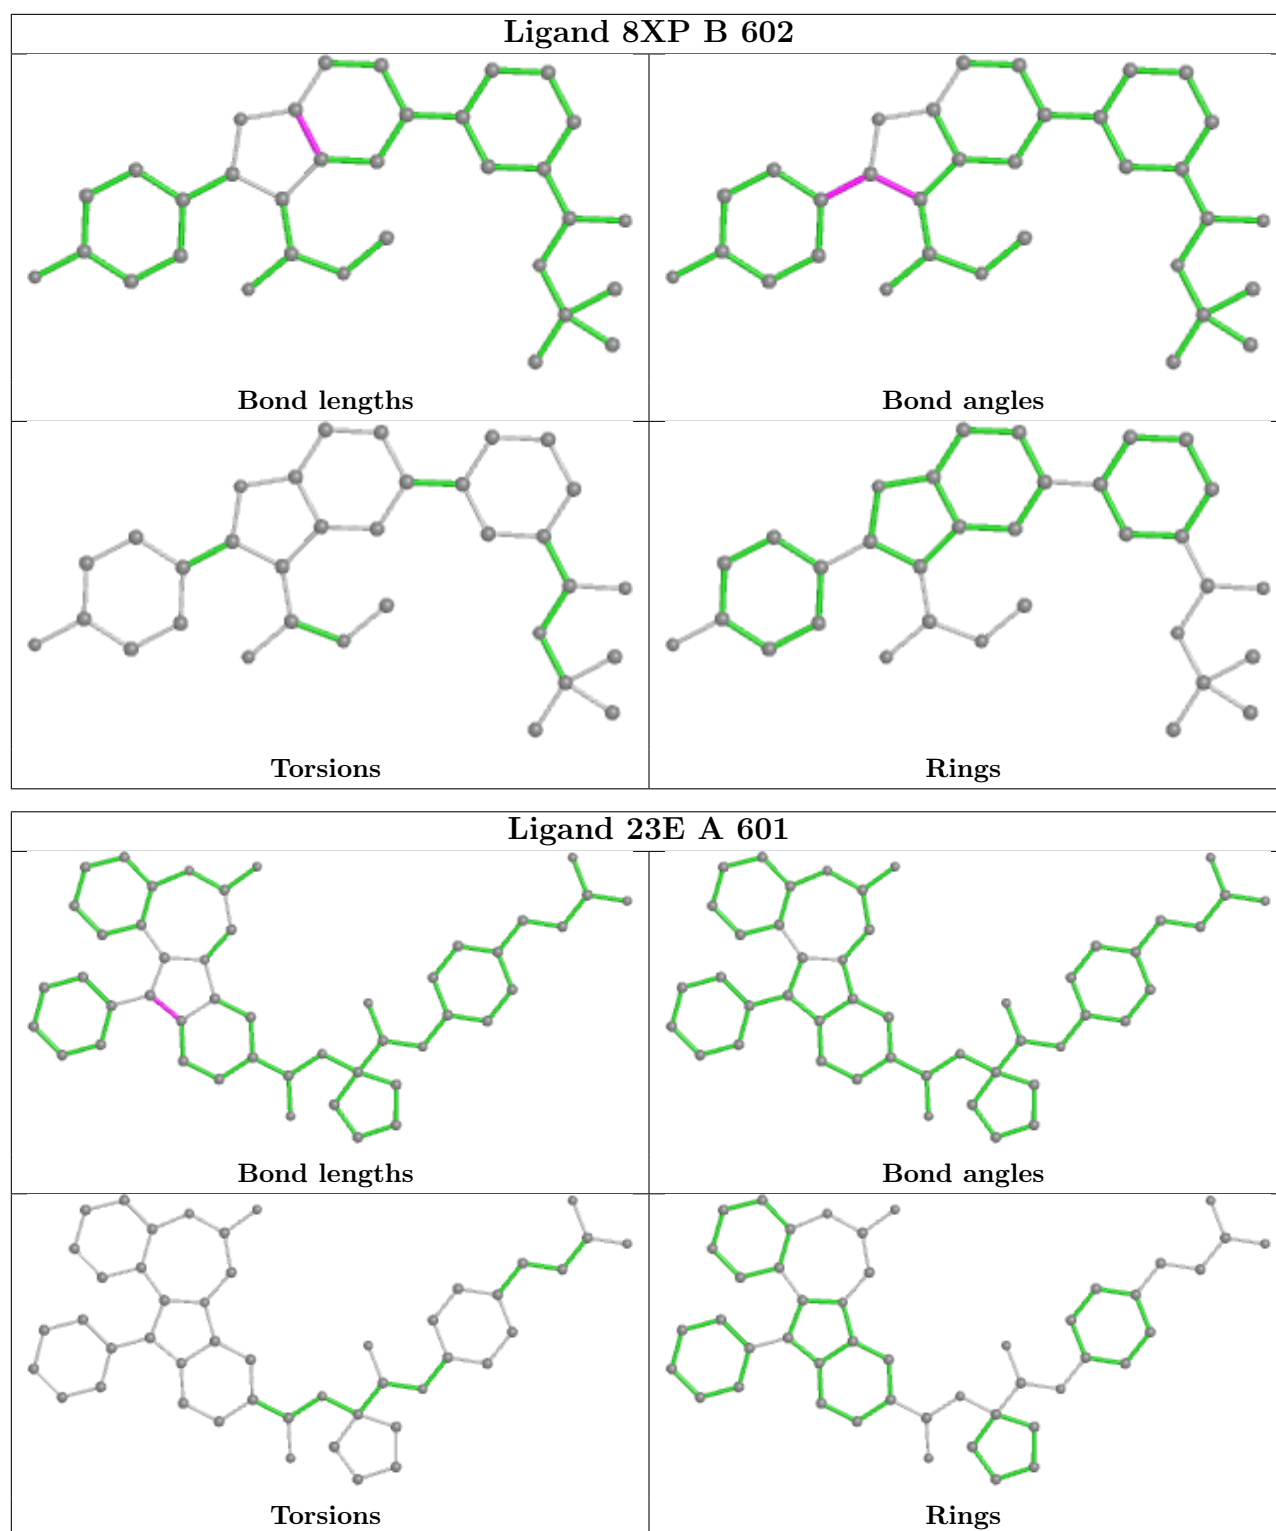 Ligand 8XP B 602
Bond lengths
Bond angles
Torsions
Rings
Ligand 23E A 601
Bond lengths
Bond angles
Torsions
Rings